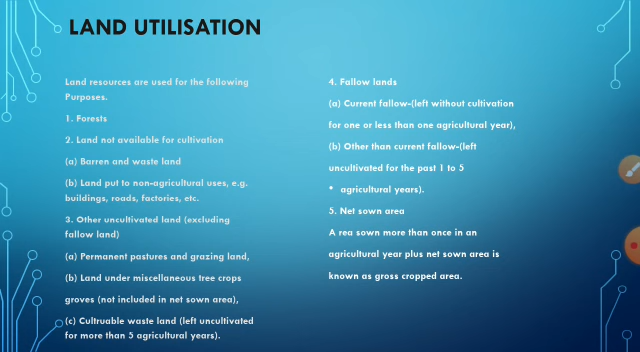 LAND UTILISATION
Land resources are used for the following
Purposes.
1. Forests
2. Land not available for cultivation
(a) Barren and waste land
(b) Land put to non-agricultural uses, e.g.
buildings, roads, factories, etc.
3. Other uncultivated land (excluding
fallow land)
(a) Permanent pastures and grazing land,
(b) Land under miscellaneous tree crops
groves (not included in net sown area),
(c) Cultruable waste land (left uncultivated
for more than 5 agricultural years).
4. Fallow lands
(a) Current fallow-(left without cultivation
for one or less than one agricultural year),
(b) Other than current fallow-(left
uncultivated for the past 1 to 5
* agricultural years).
5. Net sown area
A rea sown more than once in an
agricultural year plus net sown area is
known as gross cropped area.